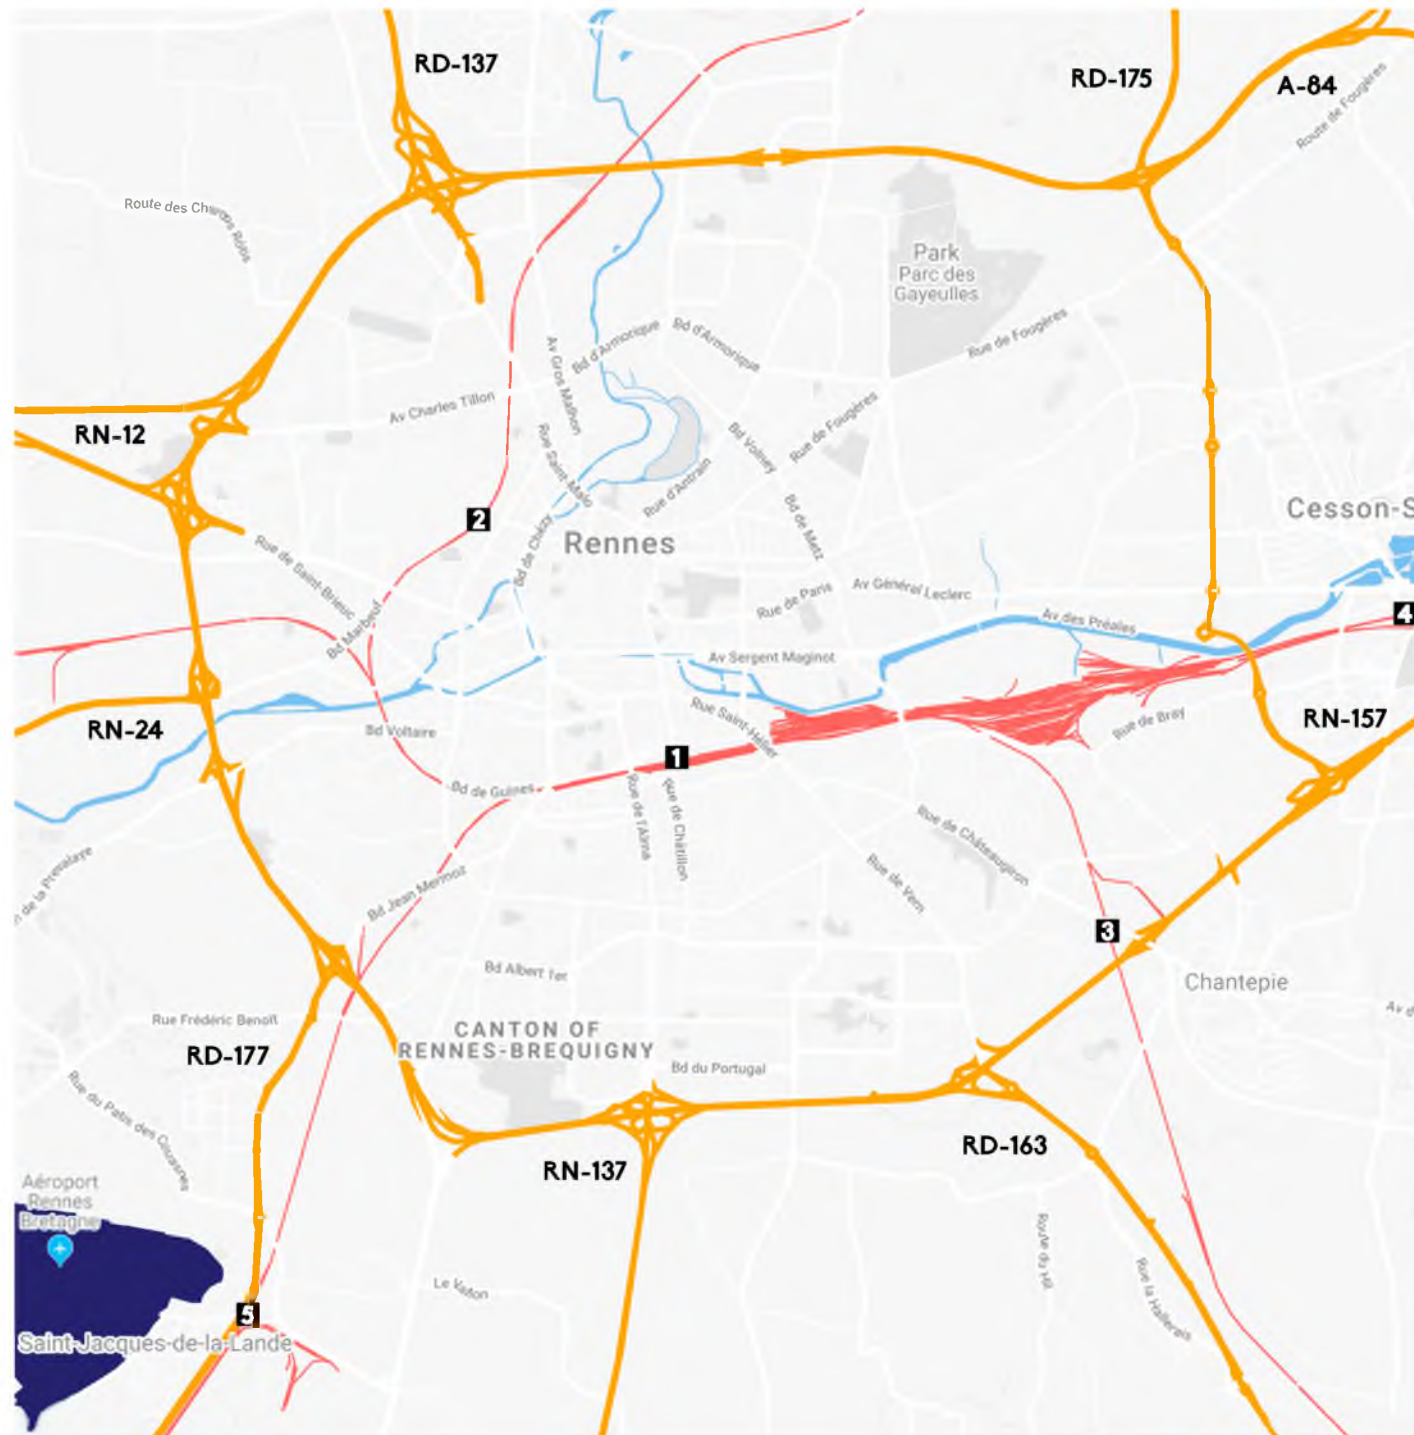 RD-137
RD-175
A-84
Route de Fougères
Park
Parc des
Gayeulles
Rue de Fougères
Bd d'Armorique
Bd d'Armorique
Av Gros Malhon
Av Charles Tillon
RN-12
Rue Saint-Malo
Bd Volney
Rue de Fougères
Rue d'Antrain
Bd de Metz
2
Rennes
Cesson-S
Bd de Chézy
Rue de Saint-Brieuc
Bd Marbeuf
Rue de Paris
Av Général Leclerc
Av des Préales
4
Av Sergent Maginot
Rue Saint-Hélier
Rue de Bray
RN-157
RN-24
Bd Voltaire
1
Bd de Guines
Rue de l'Alma
Rue de Châtillon
Rue de Châteaugiron
Rue de Vern
n de la Prévalaye
Bd Jean Mermoz
3
Chantepie
Bd Albert 1er
Av d
Rue Frédéric Benoît
CANTON OF
RENNES-BREQUIGNY
RD-177
Bd du Portugal
Rue du Patis des Couasnes
RN-137
RD-163
Aéroport
Rennes
Bretagne
Route du Hil
Rue la Hallerais
5
Saint-Jacques-de-la-Lande